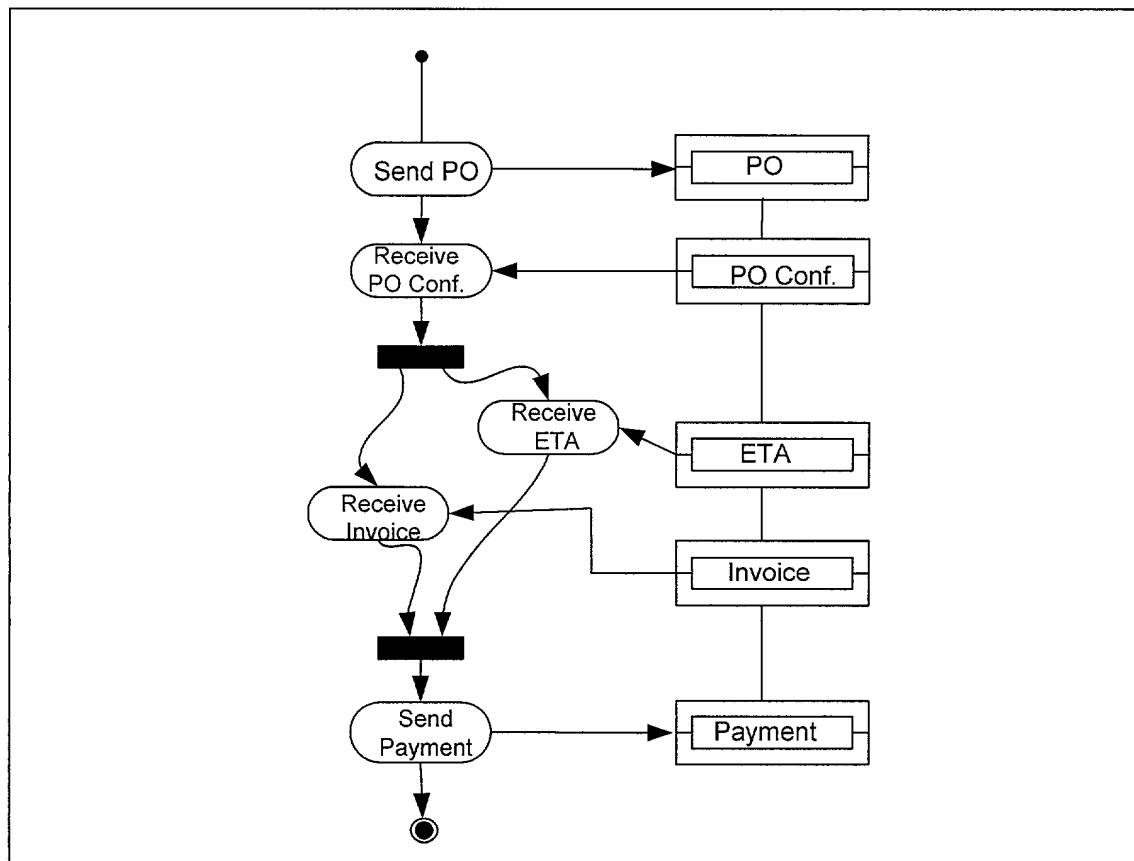 Send PO
PO
Receive
PO Conf.
PO Conf.
Receive
ETA
ETA
Receive
Invoice
Invoice
Send
Payment
Payment